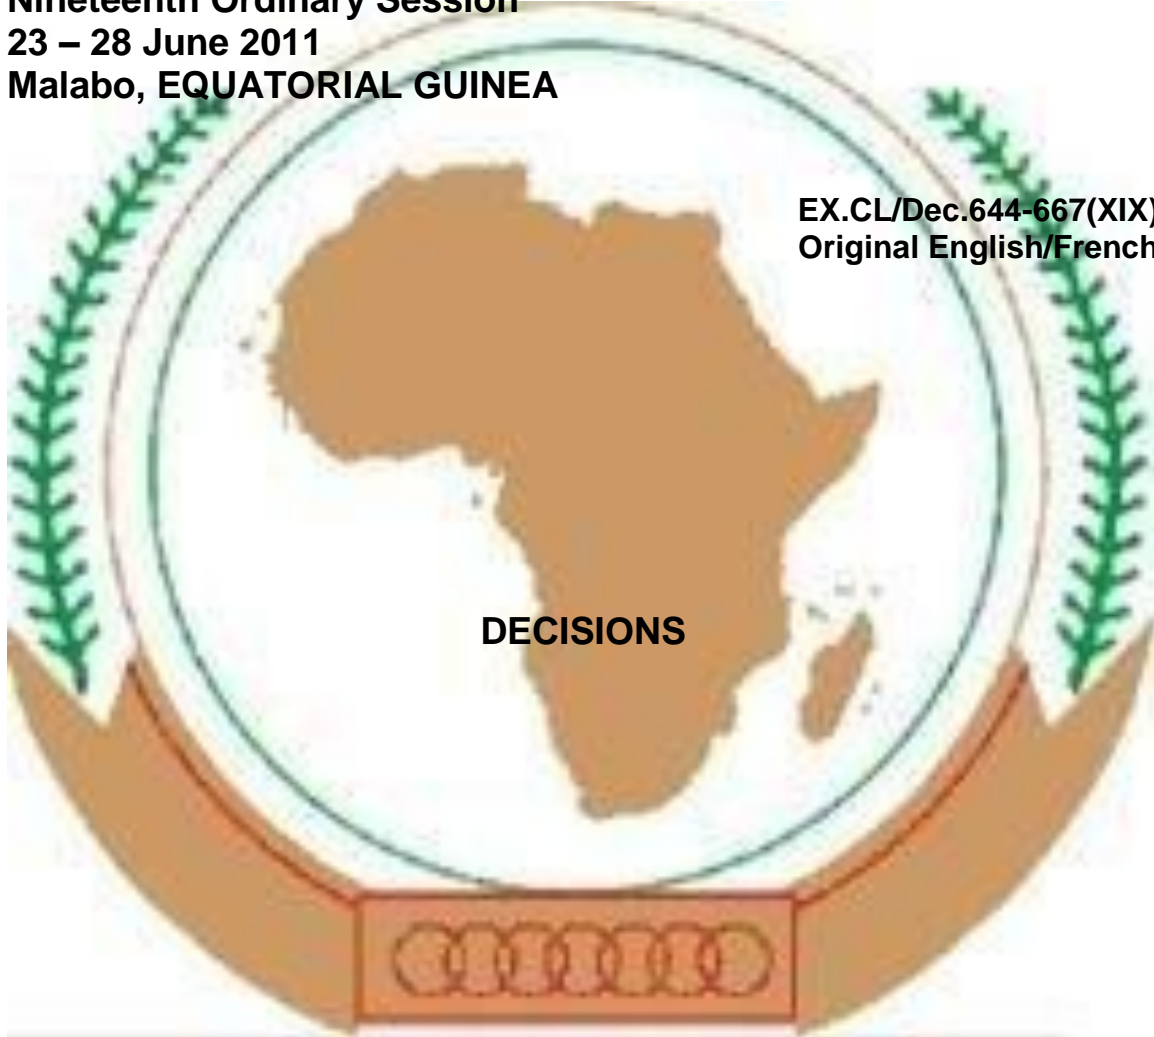 Nineteenth Ordinary Session
23 – 28 June 2011
Malabo, EQUATORIAL GUINEA
EX.CL/Dec.644-667(XIX)
Original English/French
DECISIONS